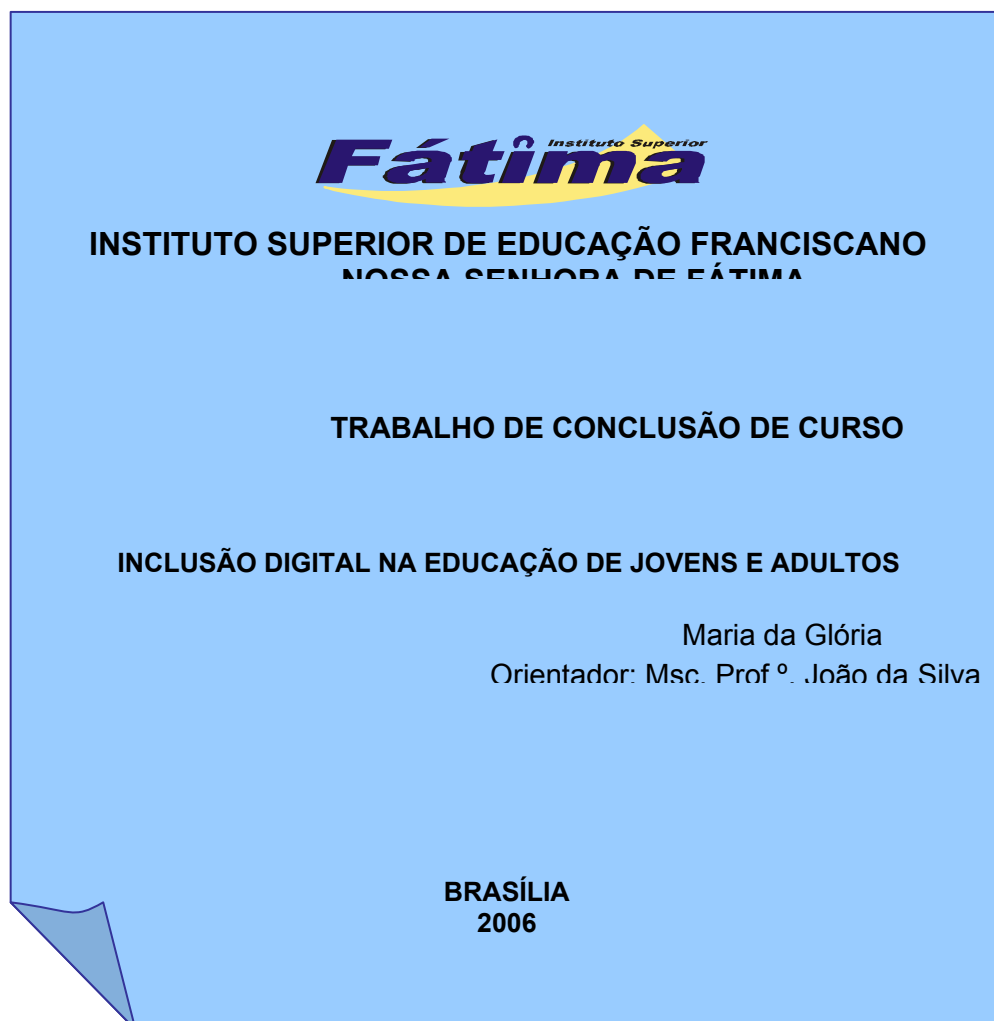 Instituto Superior
Fátima
INSTITUTO SUPERIOR DE EDUCAÇÃO FRANCISCANO
NOSSA SENHORA DE FÁTIMA
TRABALHO DE CONCLUSÃO DE CURSO
INCLUSÃO DIGITAL NA EDUCAÇÃO DE JOVENS E ADULTOS
Maria da Glória
Orientador: Msc. Prof º. João da Silva
BRASÍLIA
2006